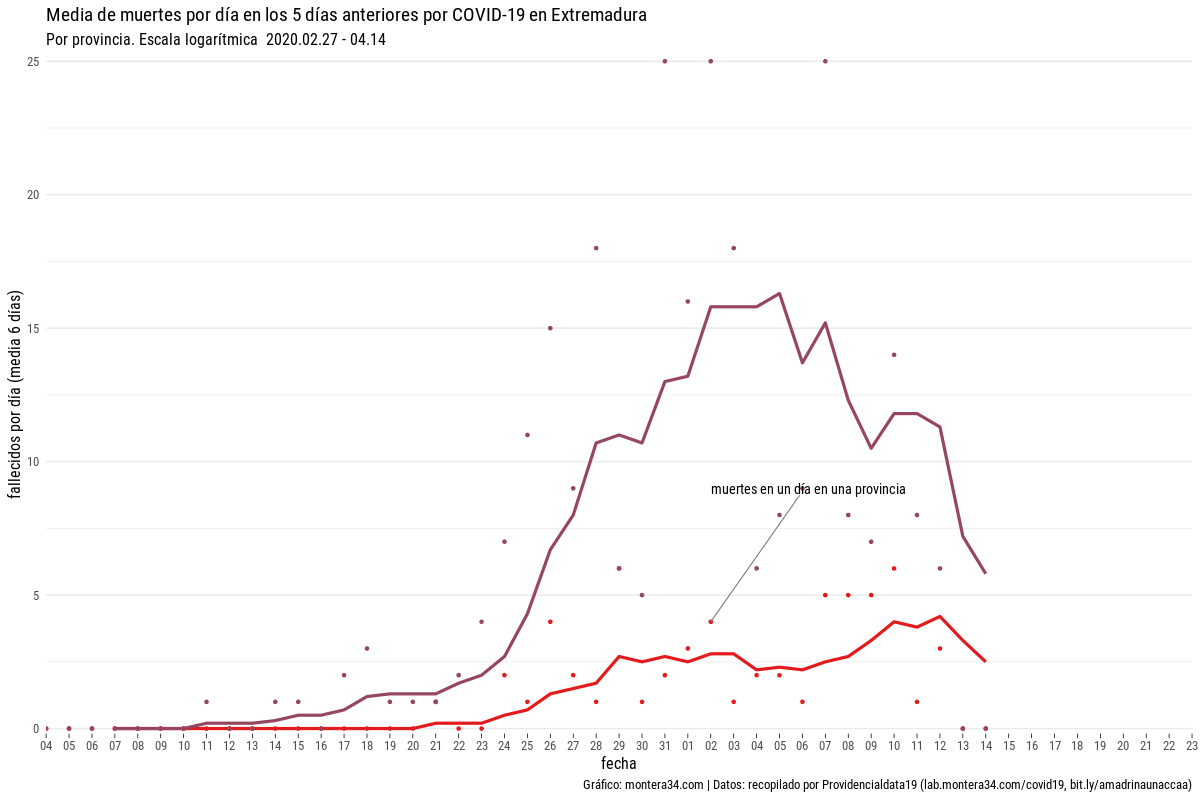 Media de muertes por día en los 5 días anteriores por COVID-19 en Extremadura
Por provincia. Escala logarítmica  2020.02.27 - 04.14
25
20
15
10
5
0
fallecidos por día (media 6 días)
muertes en un día en una provincia
04 05 06 07 08 09 10 11 12 13 14 15 16 17 18 19 20 21 22 23 24 25 26 27 28 29 30 31 01 02 03 04 05 06 07 08 09 10 11 12 13 14 15 16 17 18 19 20 21 22 23
fecha
Gráfico: montera34.com | Datos: recopilado por Providencialdata19 (lab.montera34.com/covid19, bit.ly/amadrinaunaccaa)